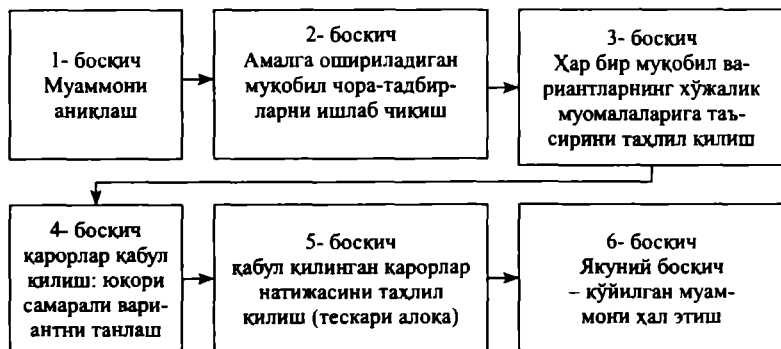 1- босқич
Муаммони
аниқлаш
2- босқич
Амалга ошириладиган
муқобил чора-тадбир-
ларни ишлаб чиқиш
3- босқич
Ҳар бир муқобил ва-
риантларнинг хўжалик
муомалаларига таъ-
сирини таҳлил қилиш
4- босқич
қарорлар қабул
қилиш: юқори
самарали вари-
антни танлаш
5- босқич
қабул қилинган қарорлар
натижасини таҳлил
қилиш (тескари алоқа)
6- босқич
Якуний босқич
– қўйилган муам-
мони ҳал этиш